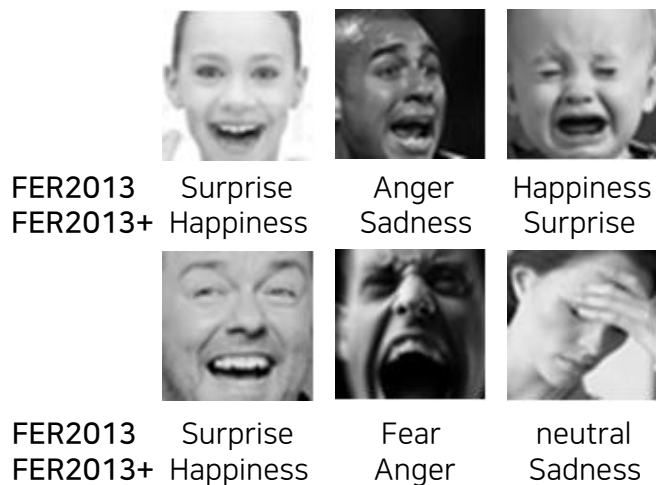 FER2013 Surprise Anger Happiness
FER2013+ Happiness Sadness Surprise
FER2013 Surprise Fear neutral
FER2013+ Happiness Anger Sadness